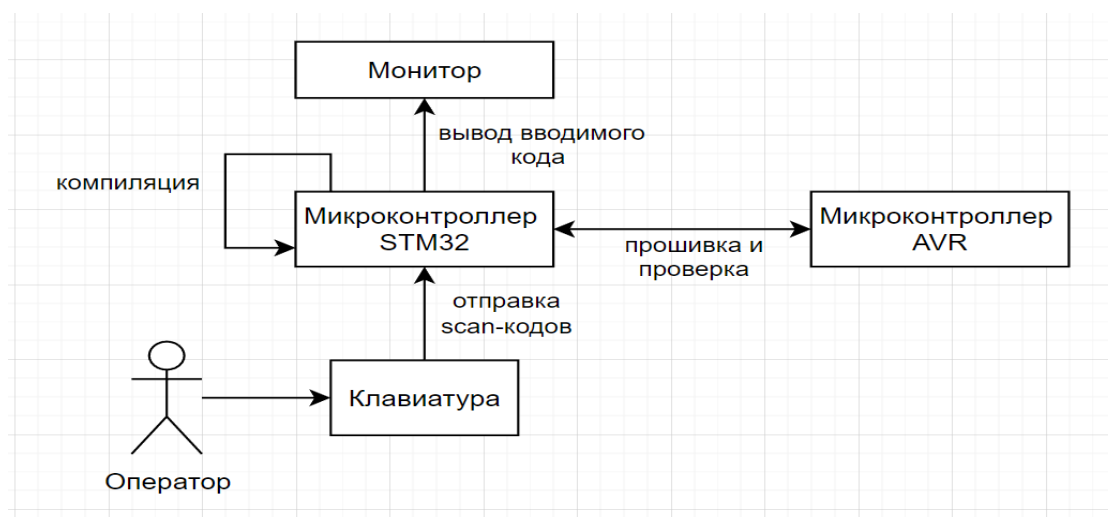 Монитор
вывод вводимого
кода
компиляция
Микроконтроллер
STM32
Микроконтроллер
AVR
прошивка и
проверка
отправка
scan-кодов
Клавиатура
Оператор